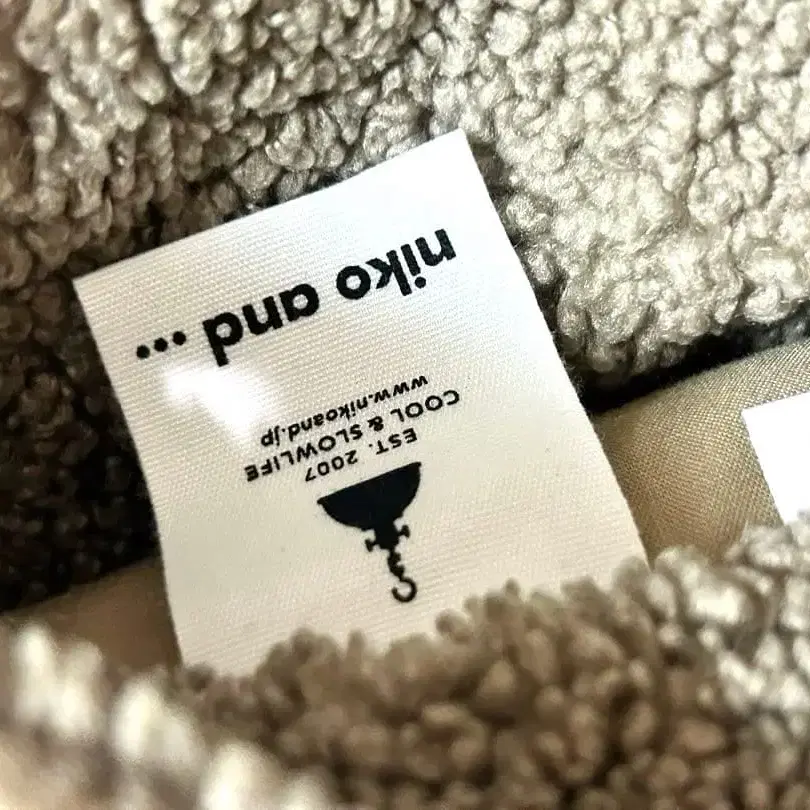 EST. 2007
COOL & SLOWLIFE
www.nikoand.jp
niko and ...